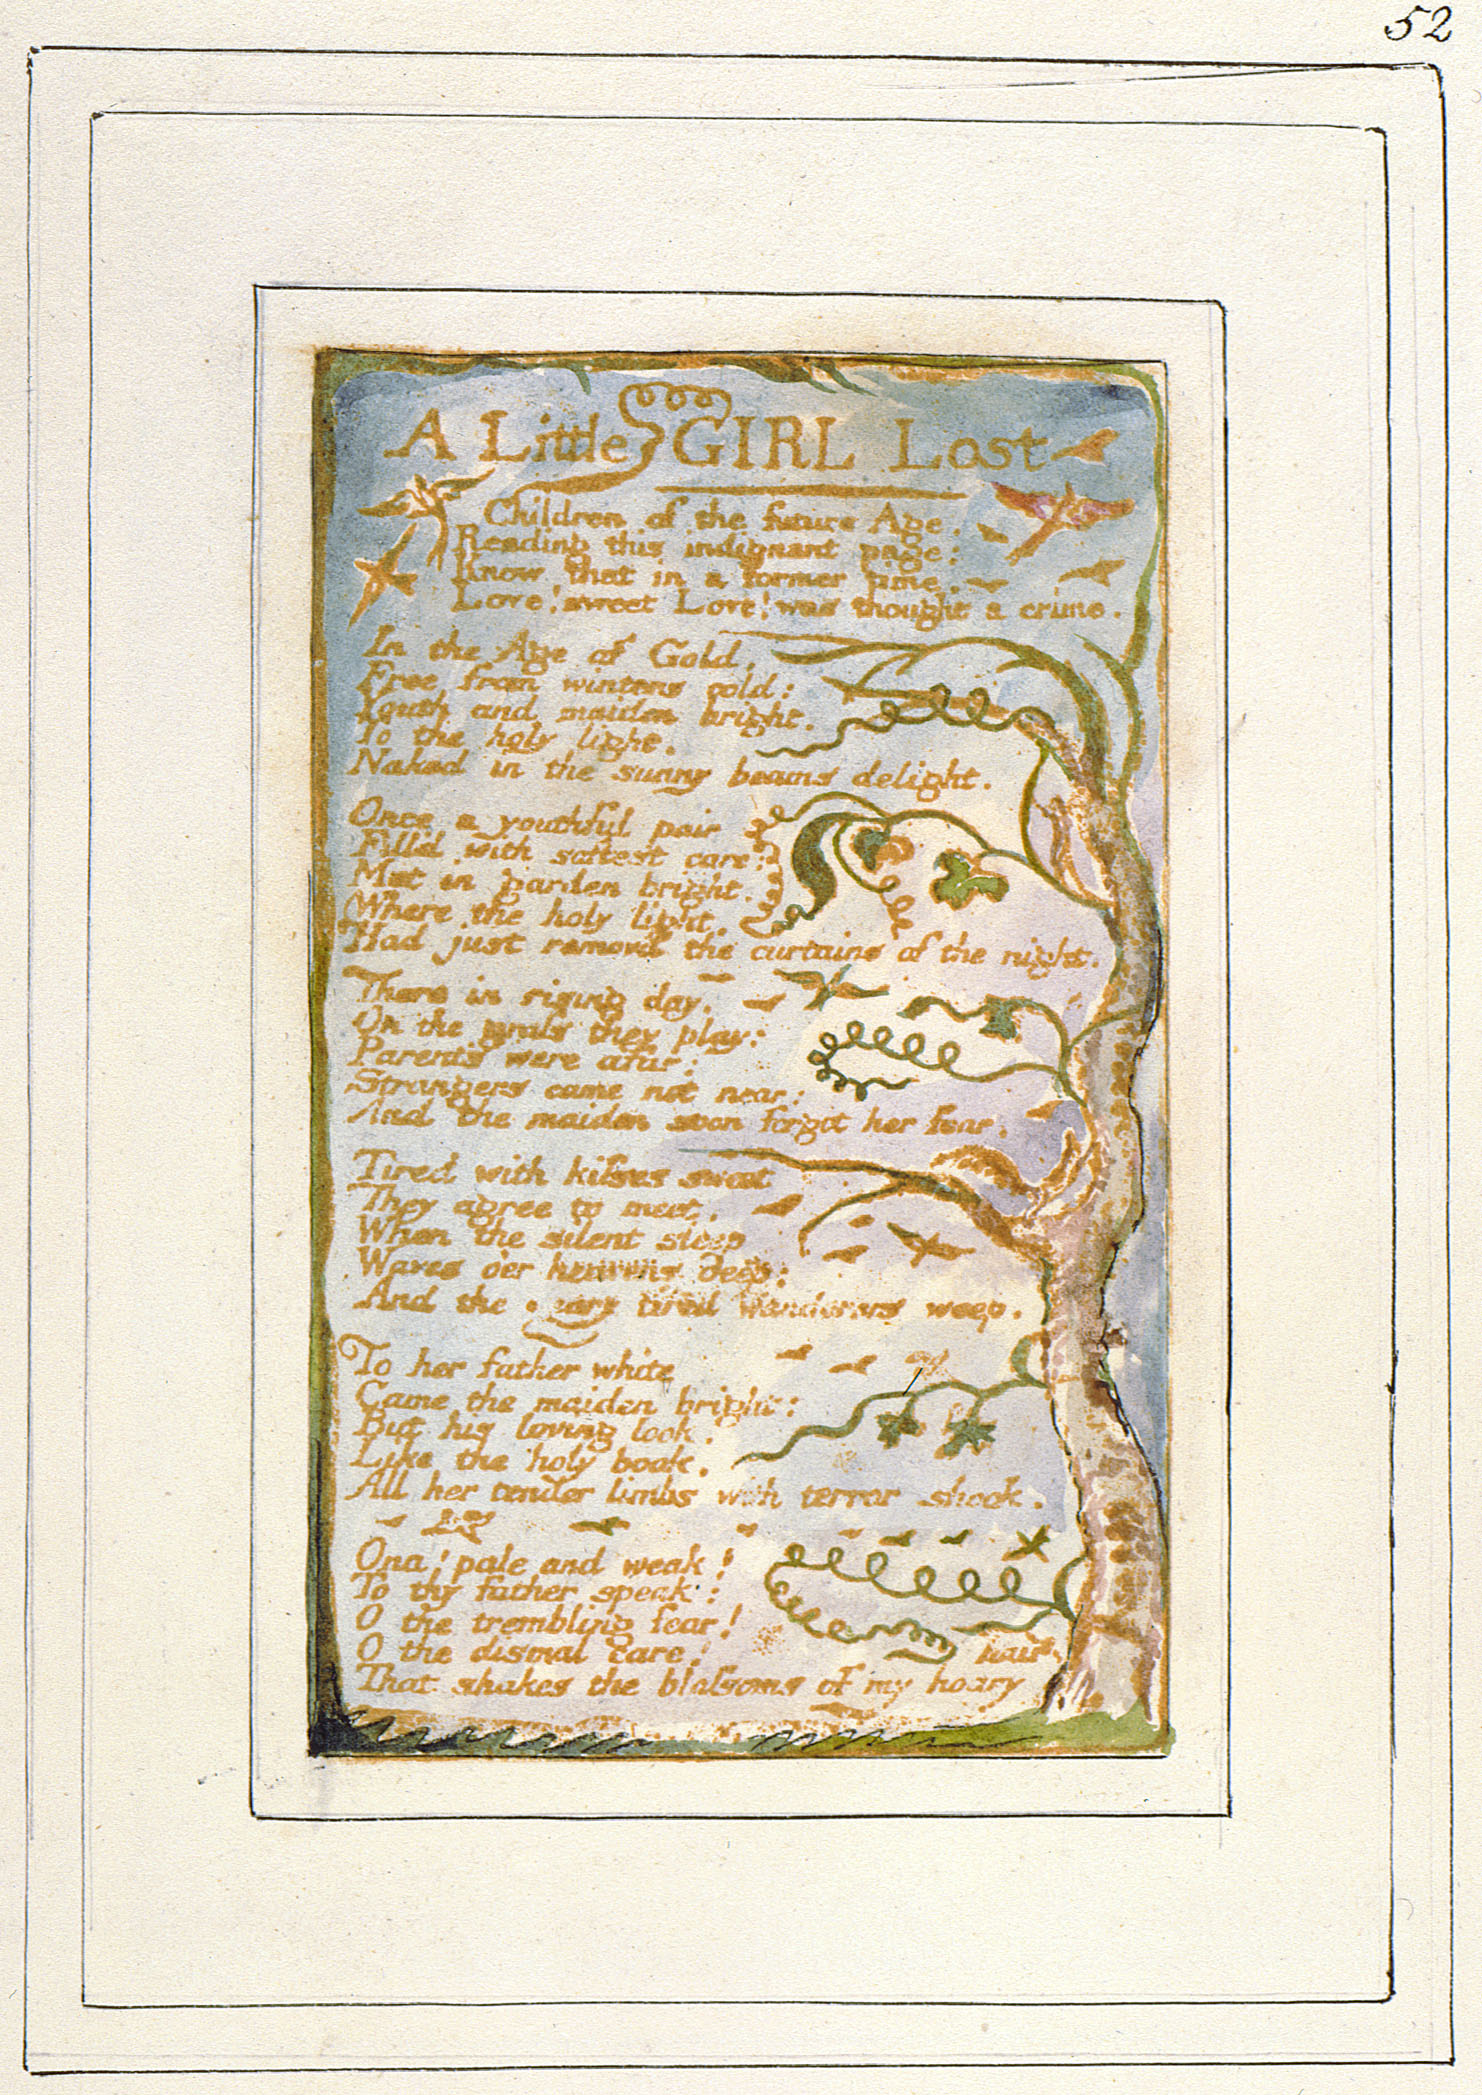 52
A Little GIRL Lost
Children of the future Age.
Reading this indignant page:
Know that in a former time.
Love! sweet Love! was thought a crime.
In the Age of Gold,
Free from winters cold:
Youth and maiden bright.
To the holy light.
Naked in the sunny beams delight.
Once a youthful pair
Fill'd with softest care:
Met in garden bright.
Where the holy light,
Had just removd the curtains of the night.
There in rising day.
On the grass they play:
Parents were afar:
Strangers came not near:
And the maiden soon forgot her fear.
Tired with kisses sweet
They agree to meet,
When the silent sleep
Waves o'er heavens deep:
And the weary tired wanderers weep.
To her father white
Came the maiden bright:
But his loving look.
Like the holy book.
All her tender limbs with terror shook.
Ona! pale and weak!
To thy father speak:
O the trembling fear!
O the dismal care!
That shakes the blossoms of my hoary hair.